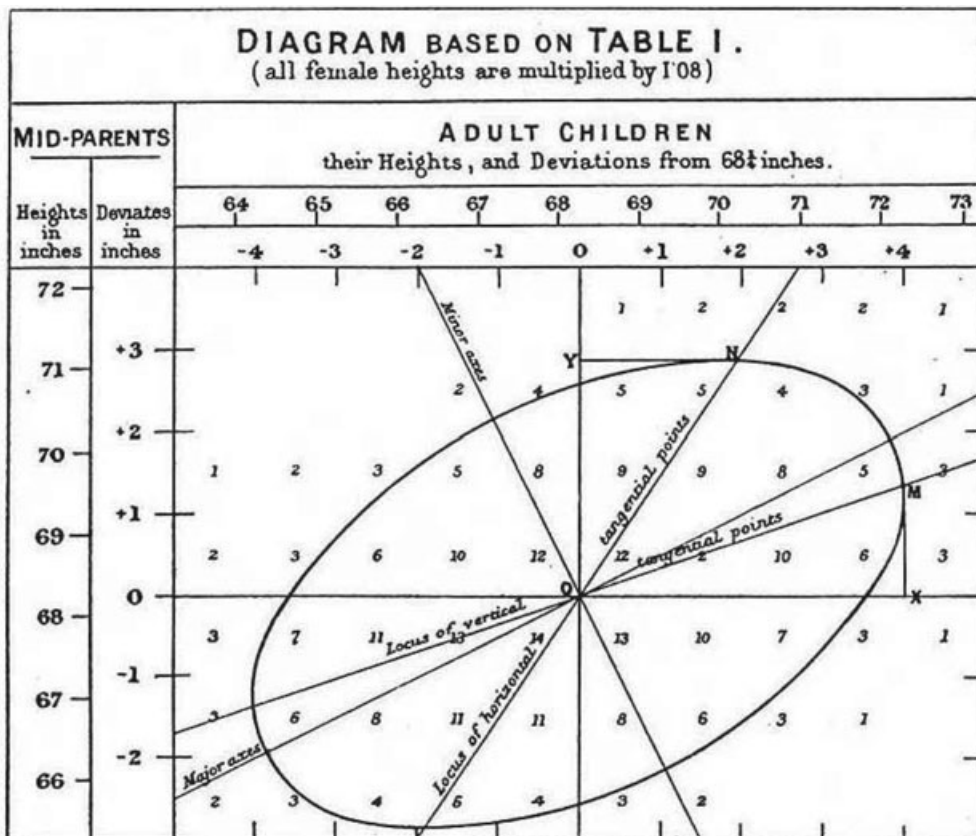 DIAGRAM BASED ON TABLE I.
(all female heights are multiplied by 1'08)
MID-PARENTS
ADULT CHILDREN
their Heights, and Deviations from 68¼ inches.
Heights in inches
Deviates in inches
64 65 66 67 68 69 70 71 72 73
-4 -3 -2 -1 0 +1 +2 +3 +4
72
1 2 2 2 1
Minor axes
+3
Y N
71
2 4 5 5 4 3 1
+2
70
1 2 3 5 8 9 9 8 5 3
tangential points
M
+1
69
tangential points
2 3 6 10 12 12 2 10 6 3
0
O X
68
Locus of vertical
3 7 11 13 14 13 10 7 3 1
-1
67
3 6 8 11 11 8 6 3 1
Locus of horizontal
Major axes
-2
66
2 3 4 5 4 3 2